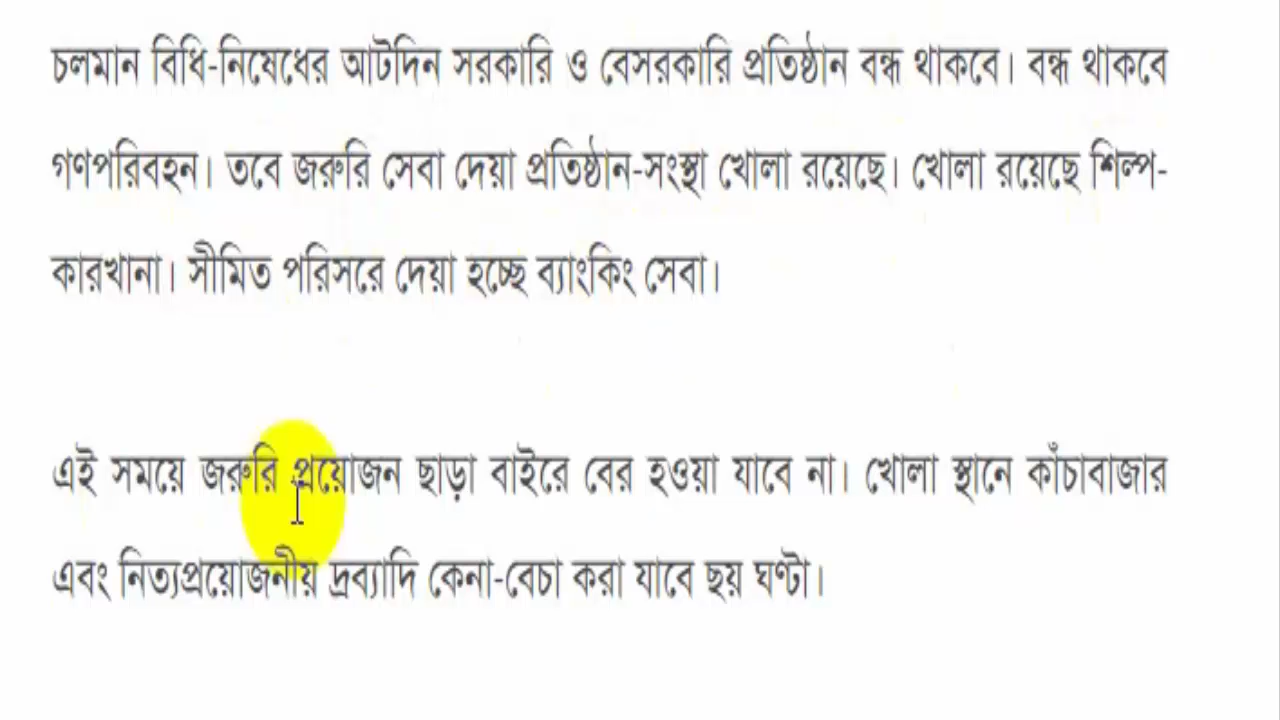 চলমান বিধি-নিষেধের আটদিন সরকারি ও বেসরকারি প্রতিষ্ঠান বন্ধ থাকবে। বন্ধ থাকবে
গণপরিবহন। তবে জরুরি সেবা দেয়া প্রতিষ্ঠান-সংস্থা খোলা রয়েছে। খোলা রয়েছে শিল্প-
কারখানা। সীমিত পরিসরে দেয়া হচ্ছে ব্যাংকিং সেবা।
এই সময়ে জরুরি প্রয়োজন ছাড়া বাইরে বের হওয়া যাবে না। খোলা স্থানে কাঁচাবাজার
এবং নিত্যপ্রয়োজনীয় দ্রব্যাদি কেনা-বেচা করা যাবে ছয় ঘণ্টা।